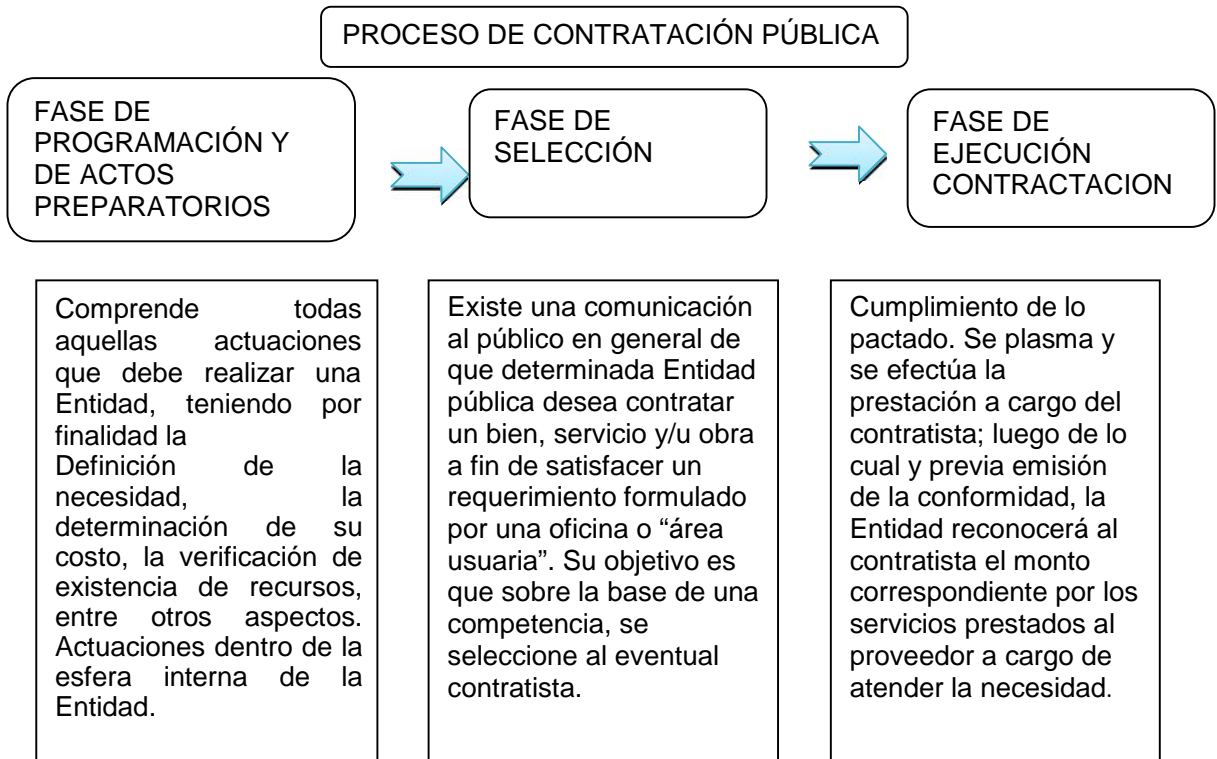 PROCESO DE CONTRATACIÓN PÚBLICA
FASE DE
PROGRAMACIÓN Y
DE ACTOS
PREPARATORIOS
FASE DE
SELECCIÓN
FASE DE
EJECUCIÓN
CONTRACTACION
Comprende todas
aquellas actuaciones
que debe realizar una
Entidad, teniendo por
finalidad la
Definición de la
necesidad, la
determinación de su
costo, la verificación de
existencia de recursos,
entre otros aspectos.
Actuaciones dentro de la
esfera interna de la
Entidad.
Existe una comunicación
al público en general de
que determinada Entidad
pública desea contratar
un bien, servicio y/u obra
a fin de satisfacer un
requerimiento formulado
por una oficina o “área
usuaria”. Su objetivo es
que sobre la base de una
competencia, se
seleccione al eventual
contratista.
Cumplimiento de lo
pactado. Se plasma y
se efectúa la
prestación a cargo del
contratista; luego de lo
cual y previa emisión
de la conformidad, la
Entidad reconocerá al
contratista el monto
correspondiente por los
servicios prestados al
proveedor a cargo de
atender la necesidad.